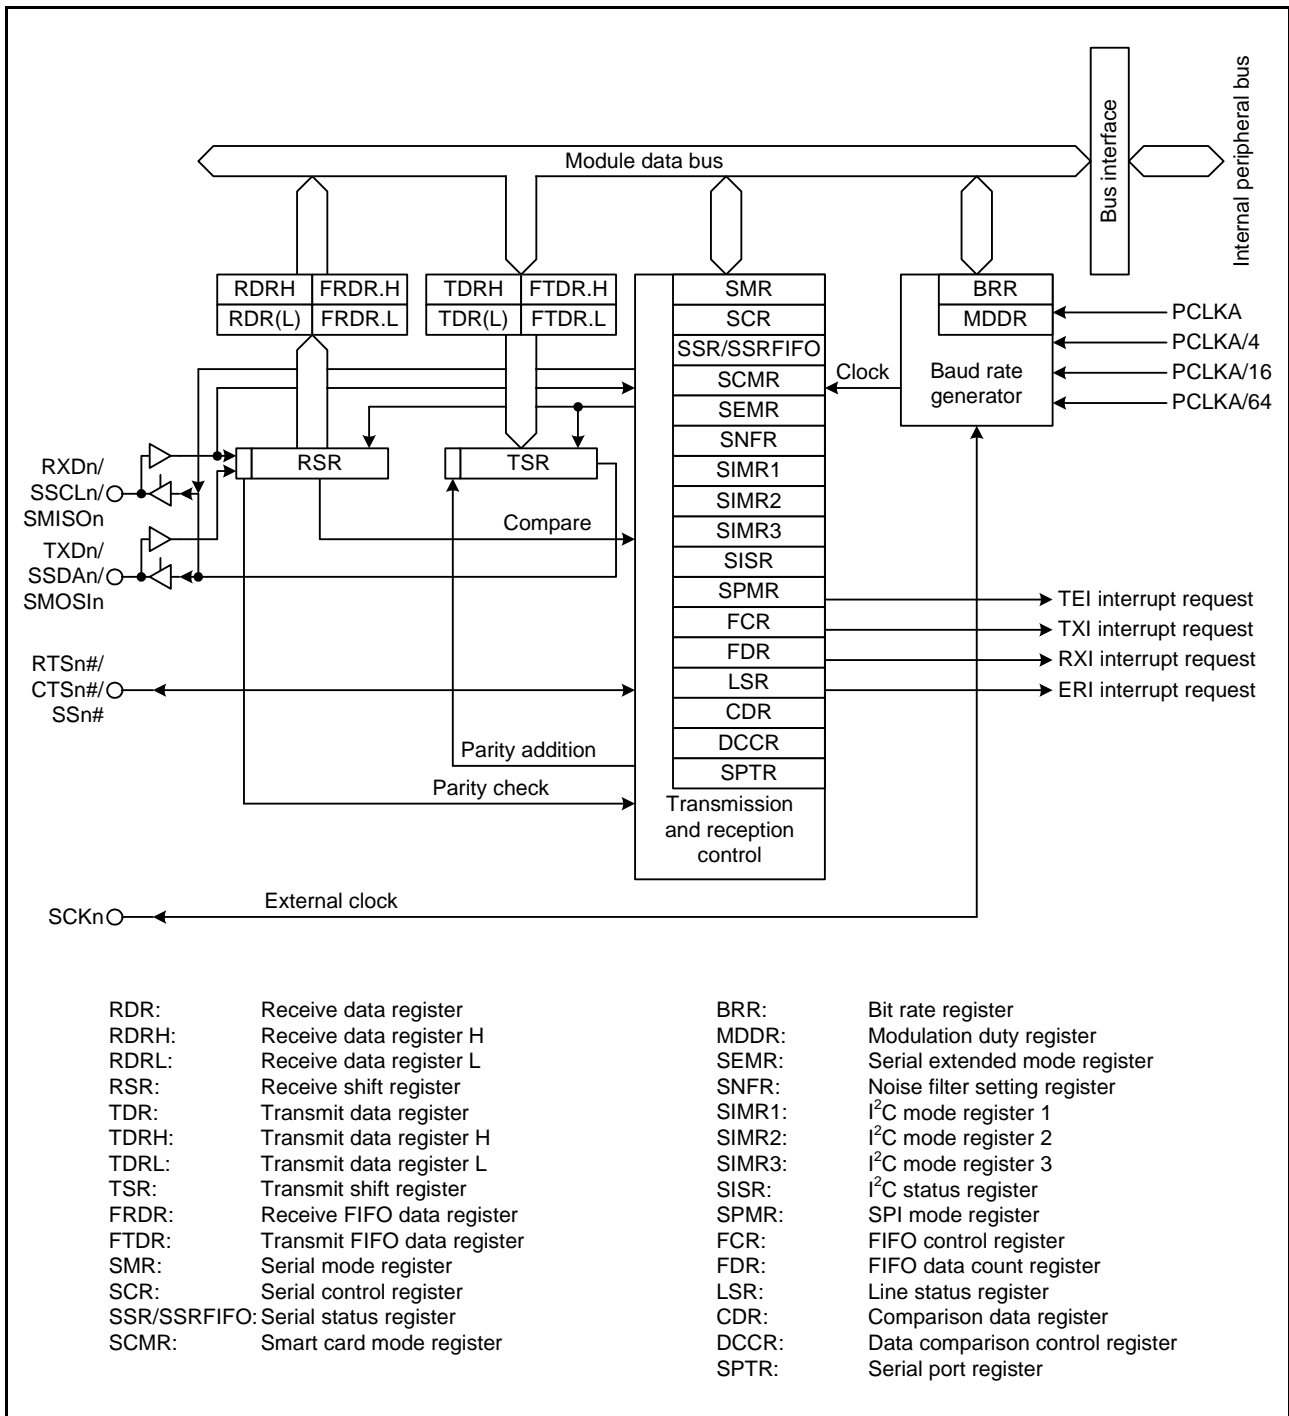 Internal peripheral bus
Bus interface
Module data bus
RDRH FRDR.H
RDR(L) FRDR.L
TDRH FTDR.H
TDR(L) FTDR.L
SMR
SCR
SSR/SSRFIFO
SCMR
SEMR
SNFR
SIMR1
SIMR2
SIMR3
SISR
SPMR
FCR
FDR
LSR
CDR
DCCR
SPTR
Transmission
and reception
control
BRR
MDDR
Baud rate
generator
Clock
PCLKA
PCLKA/4
PCLKA/16
PCLKA/64
RSR
TSR
RXDn/
SSCLn/
SMISOn
TXDn/
SSDAn/
SMOSIn
Compare
TEI interrupt request
TXI interrupt request
RXI interrupt request
ERI interrupt request
RTSn#/
CTSn#/
SSn#
Parity addition
Parity check
External clock
SCKn
RDR: Receive data register
RDRH: Receive data register H
RDRL: Receive data register L
RSR: Receive shift register
TDR: Transmit data register
TDRH: Transmit data register H
TDRL: Transmit data register L
TSR: Transmit shift register
FRDR: Receive FIFO data register
FTDR: Transmit FIFO data register
SMR: Serial mode register
SCR: Serial control register
SSR/SSRFIFO: Serial status register
SCMR: Smart card mode register
BRR: Bit rate register
MDDR: Modulation duty register
SEMR: Serial extended mode register
SNFR: Noise filter setting register
SIMR1: I²C mode register 1
SIMR2: I²C mode register 2
SIMR3: I²C mode register 3
SISR: I²C status register
SPMR: SPI mode register
FCR: FIFO control register
FDR: FIFO data count register
LSR: Line status register
CDR: Comparison data register
DCCR: Data comparison control register
SPTR: Serial port register